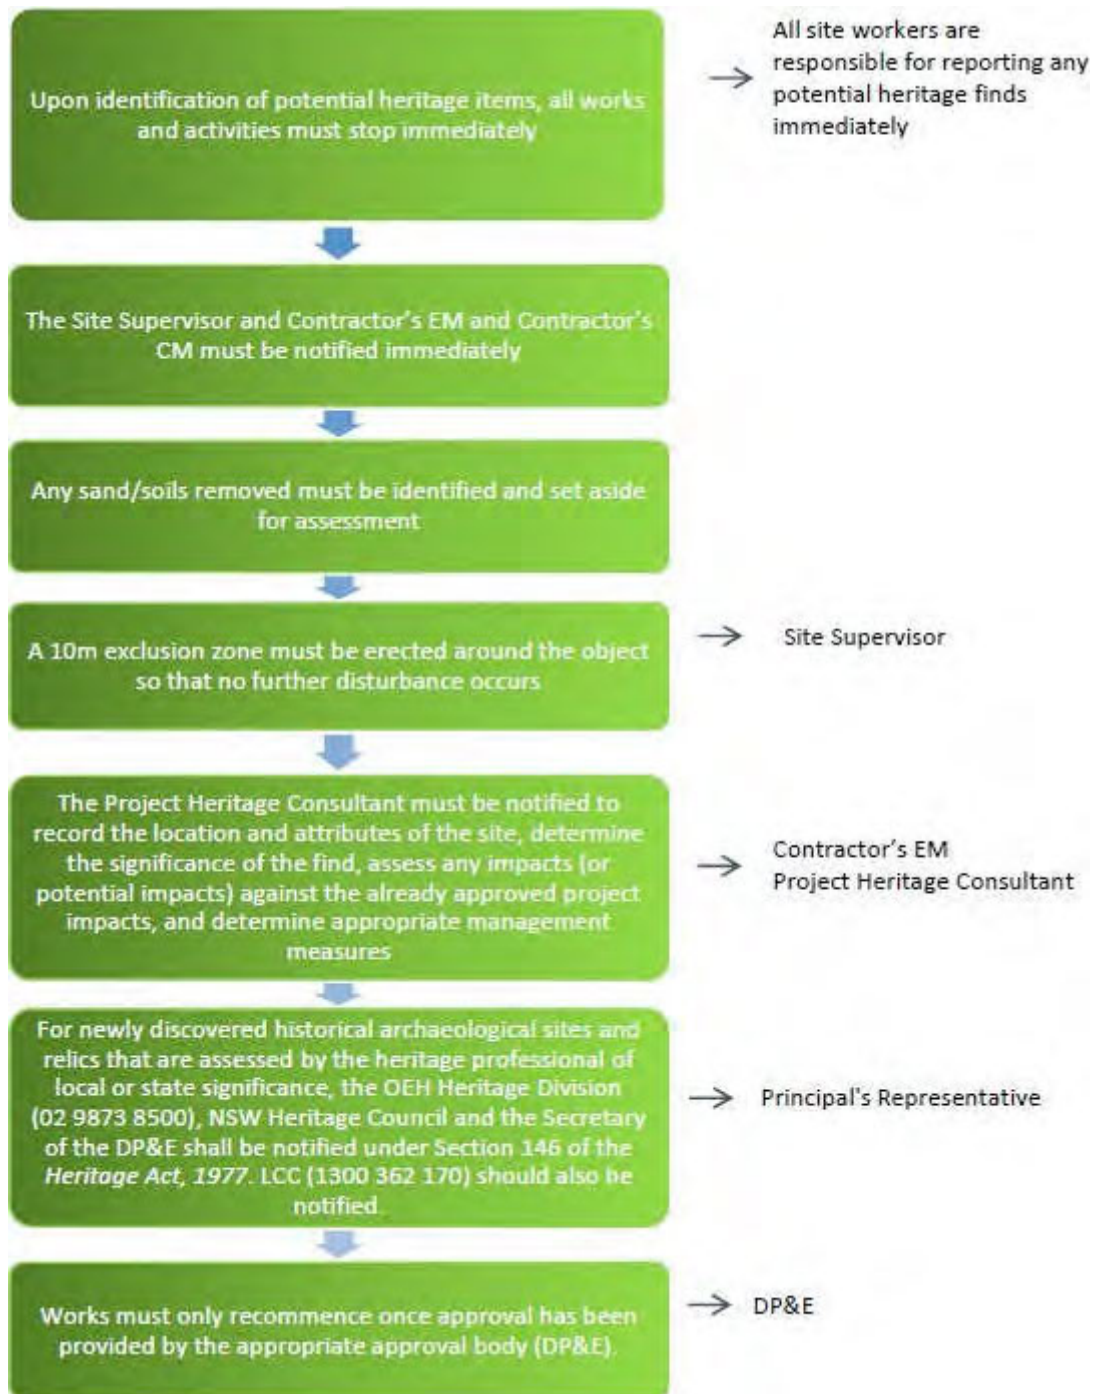 Upon identification of potential heritage items, all works
and activities must stop immediately
All site workers are
responsible for reporting any
potential heritage finds
immediately
The Site Supervisor and Contractor's EM and Contractor's
CM must be notified immediately
Any sand/soils removed must be identified and set aside
for assessment
A 10m exclusion zone must be erected around the object
so that no further disturbance occurs
Site Supervisor
The Project Heritage Consultant must be notified to
record the location and attributes of the site, determine
the significance of the find, assess any impacts (or
potential impacts) against the already approved project
impacts, and determine appropriate management
measures
Contractor's EM
Project Heritage Consultant
For newly discovered historical archaeological sites and
relics that are assessed by the heritage professional of
local or state significance, the OEH Heritage Division
(02 9873 8500), NSW Heritage Council and the Secretary
of the DP&E shall be notified under Section 146 of the
Heritage Act, 1977. LCC (1300 362 170) should also be
notified.
Principal's Representative
Works must only recommence once approval has been
provided by the appropriate approval body (DP&E).
DP&E